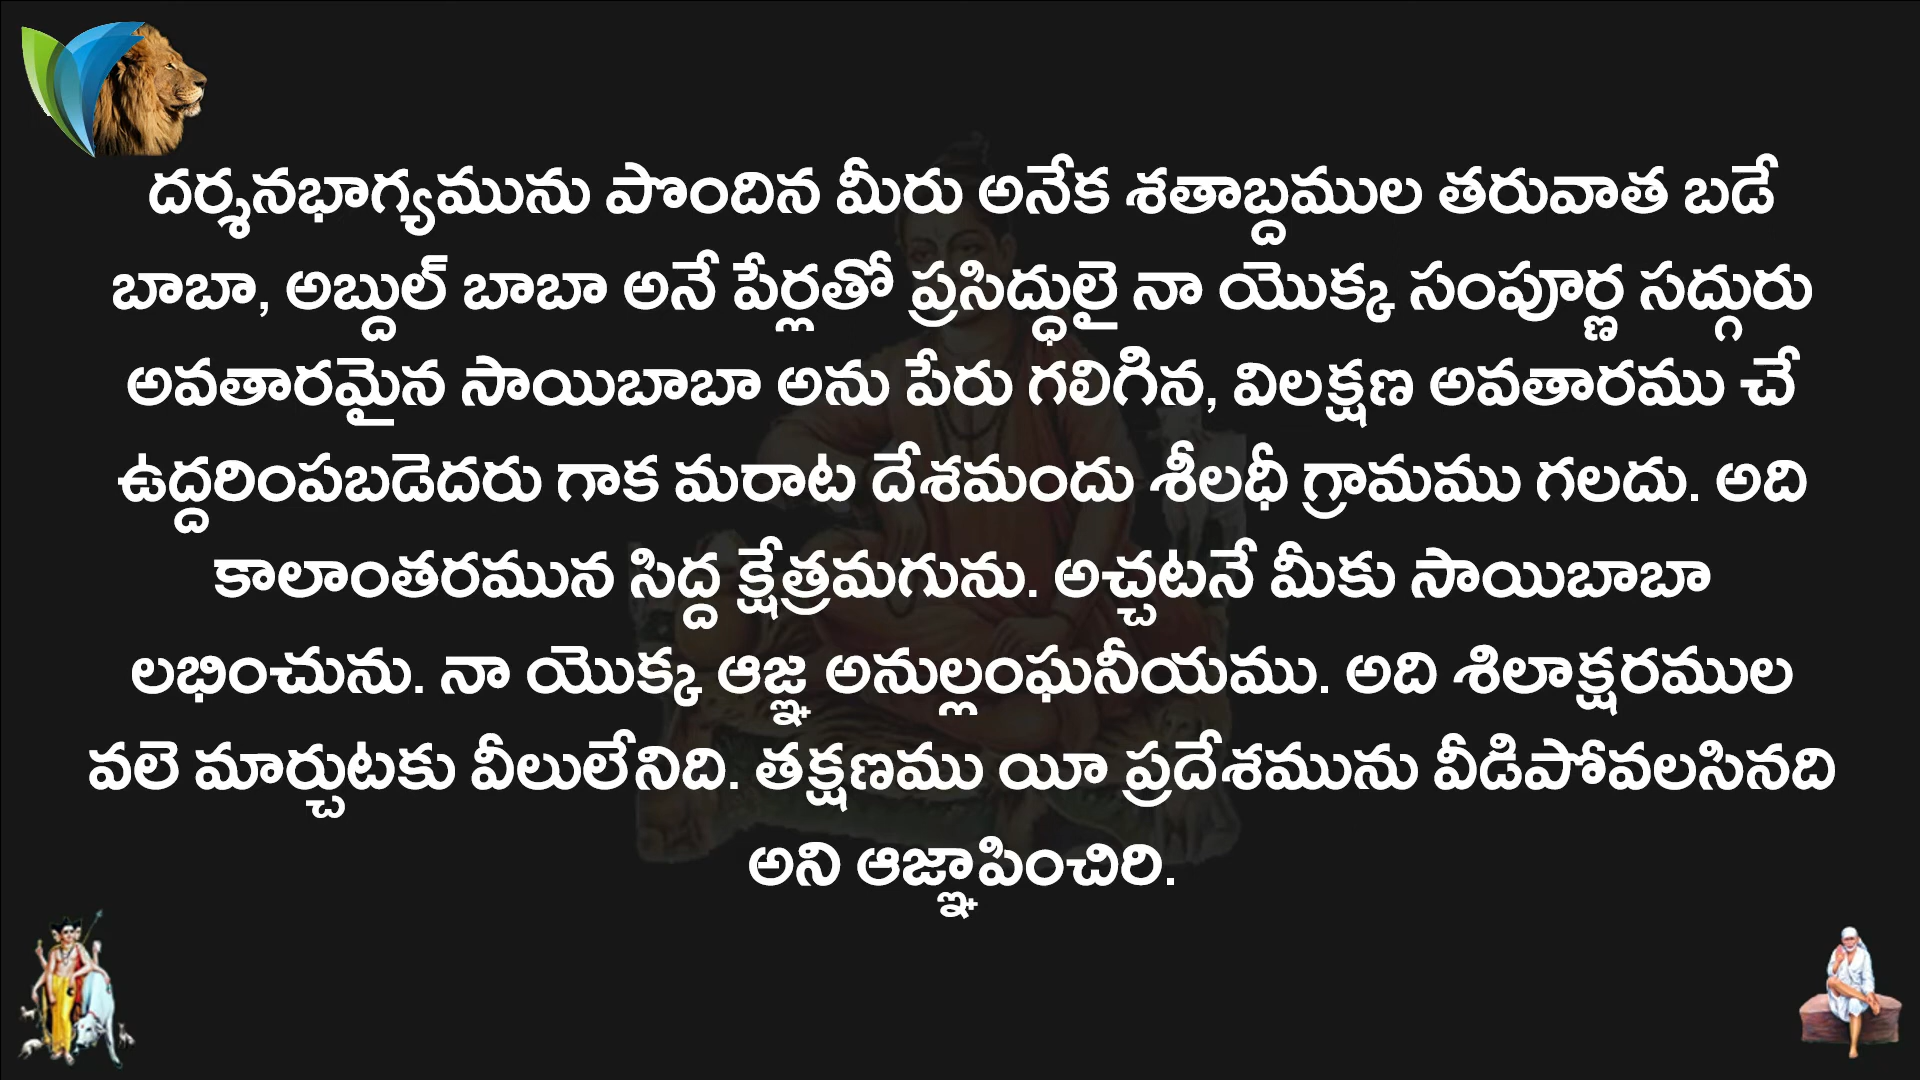 దర్శనభాగ్యమును పొందిన మీరు అనేక శతాబ్దముల తరువాత బడే
బాబా, అబ్దుల్ బాబా అనే పేర్లతో ప్రసిద్ధులై నా యొక్క సంపూర్ణ సద్గురు
అవతారమైన సాయిబాబా అను పేరు గలిగిన, విలక్షణ అవతారము చే
ఉద్దరింపబడెదరు గాక మరాట దేశమందు శీలధీ గ్రామము గలదు. అది
కాలాంతరమున సిద్ద క్షేత్రమగును. అచ్చటనే మీకు సాయిబాబా
లభించును. నా యొక్క ఆజ్ఞ అనుల్లంఘనీయము. అది శిలాక్షరముల
వలె మార్చుటకు వీలులేనిది. తక్షణము యీ ప్రదేశమును వీడిపోవలసినది
అని ఆజ్ఞాపించిరి.